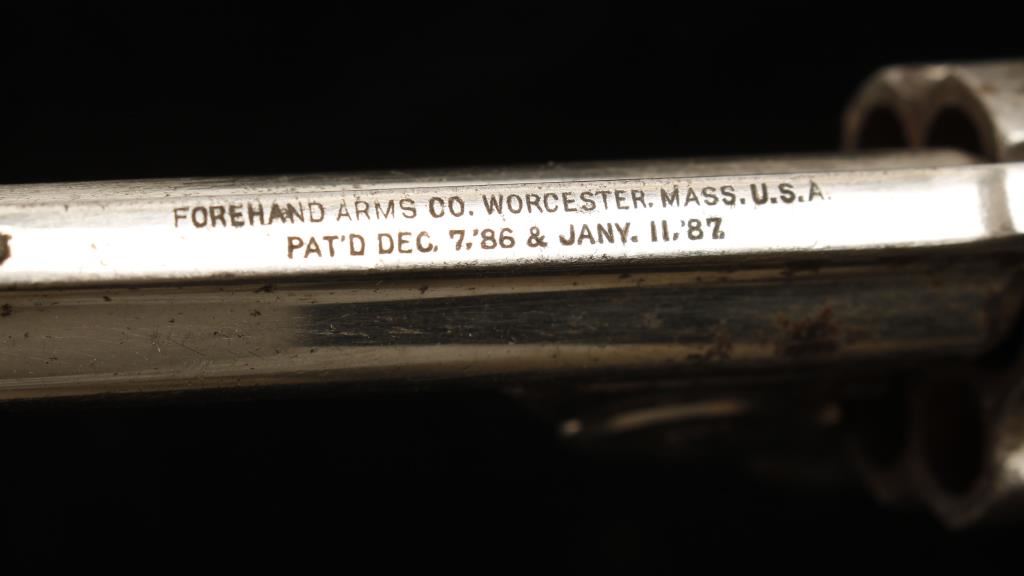 FOREHAND ARMS CO. WORCESTER. MASS. U.S.A.
PAT'D DEC. 7,'86 & JANY. 11,'87.